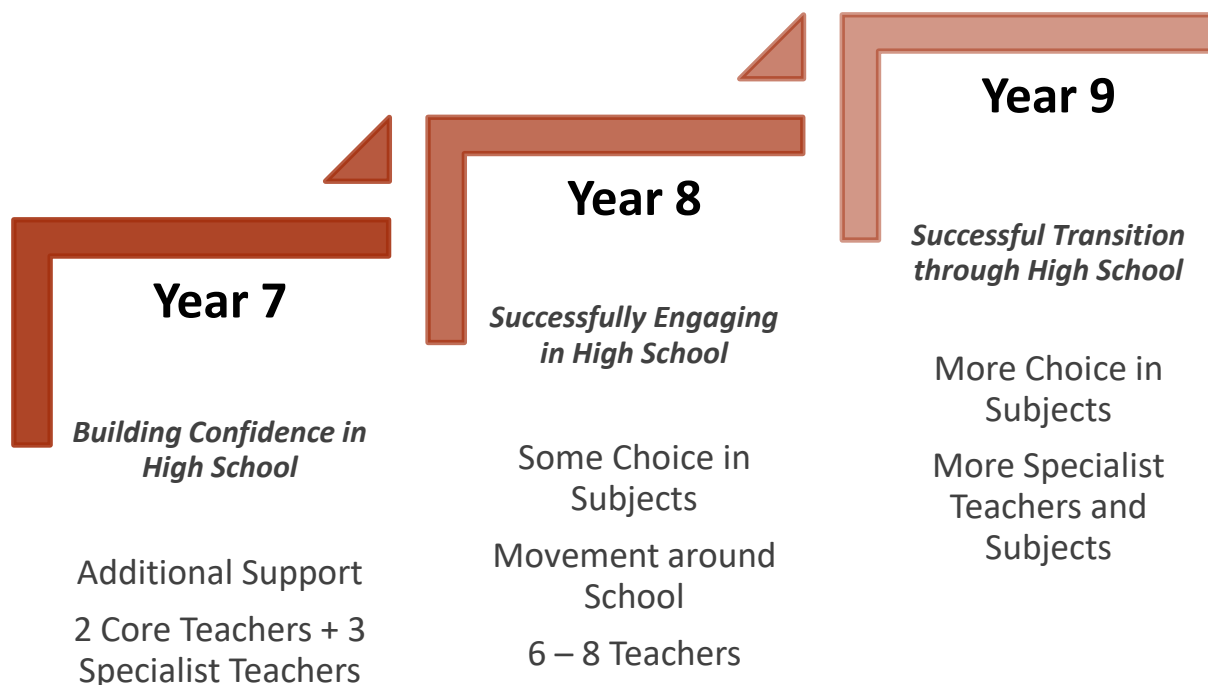 Year 7
Building Confidence in
High School
Additional Support
2 Core Teachers + 3
Specialist Teachers
Year 8
Successfully Engaging
in High School
Some Choice in
Subjects
Movement around
School
6 – 8 Teachers
Year 9
Successful Transition
through High School
More Choice in
Subjects
More Specialist
Teachers and
Subjects